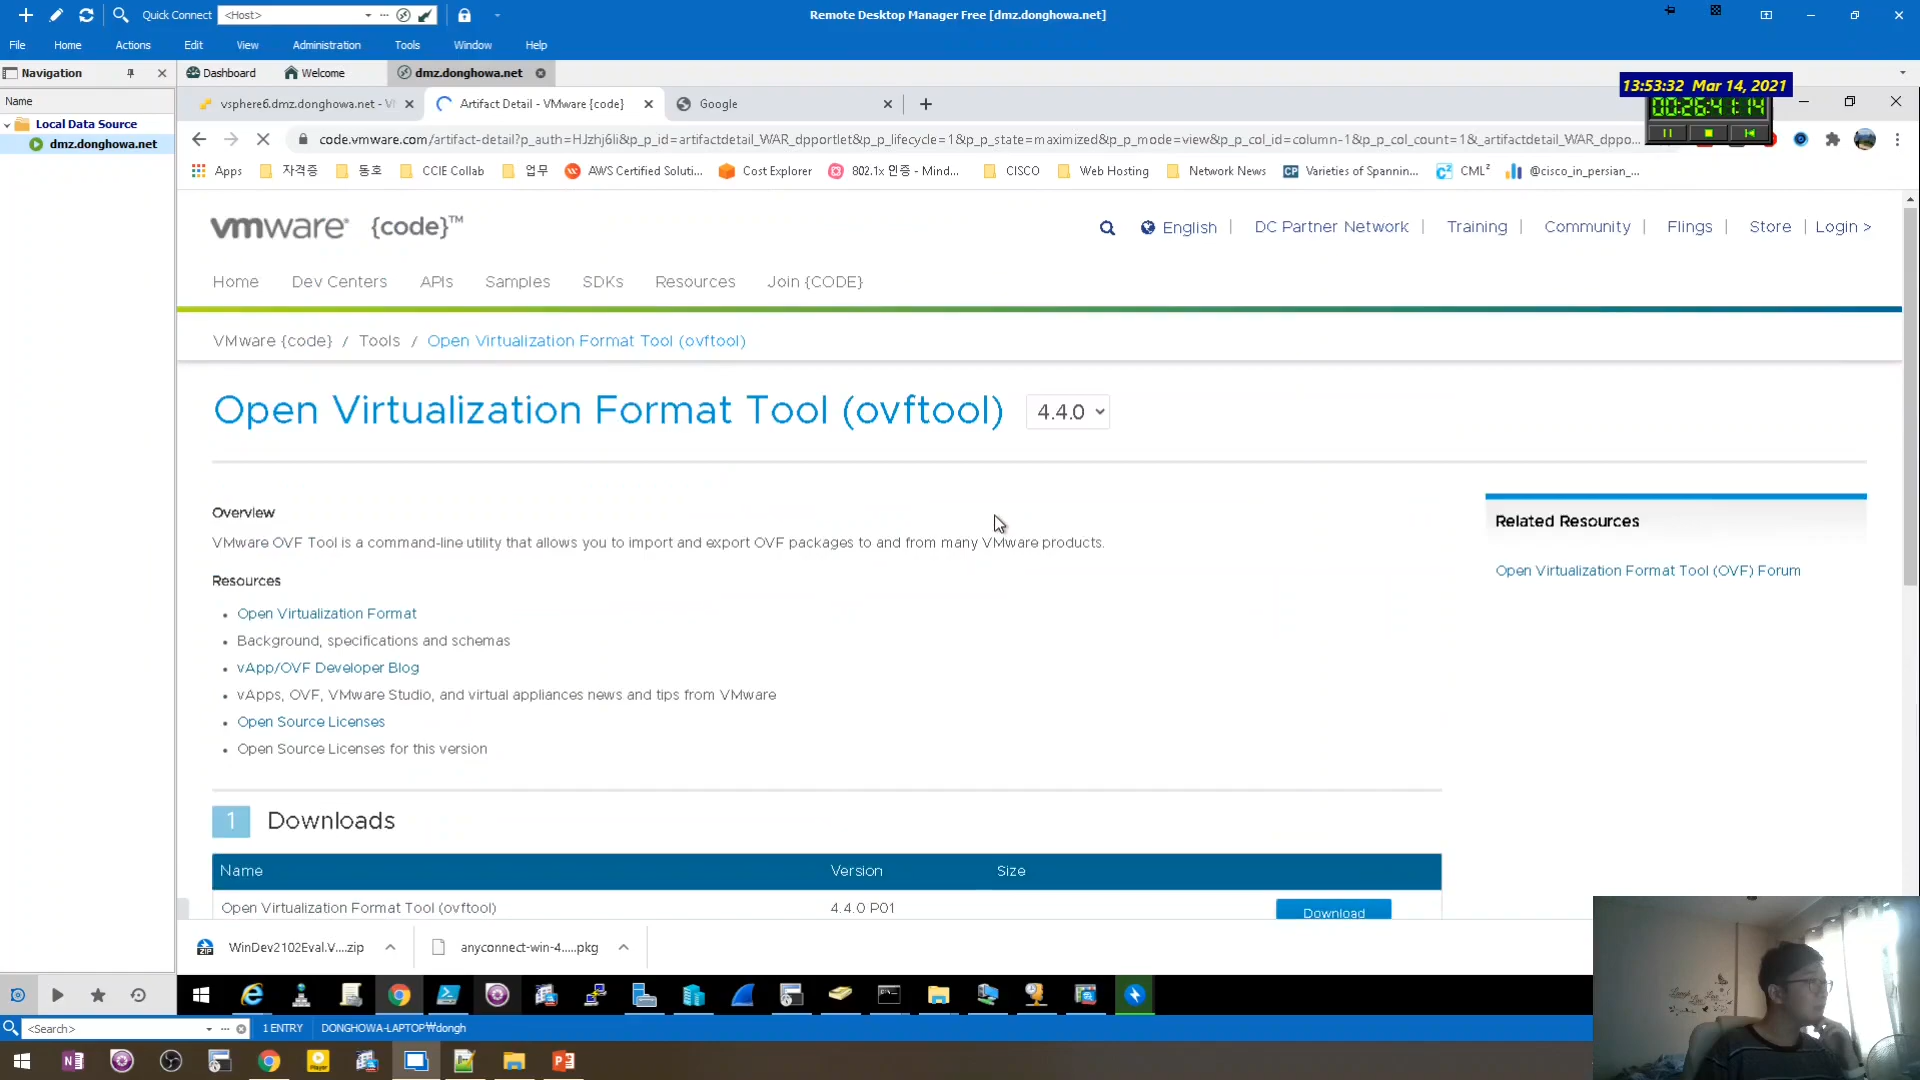 Quick Connect <Host>
Remote Desktop Manager Free [dmz.donghowa.net]
File Home Actions Edit View Administration Tools Window Help
Navigation
Dashboard Welcome dmz.donghowa.net
Name
Local Data Source
dmz.donghowa.net
13:53:32 Mar 14, 2021
00:26:41:14
vsphere6.dmz.donghowa.net - VM
Artifact Detail - VMware {code}
Google
code.vmware.com/artifact-detail?p_auth=HJzhj6li&p_p_id=artifactdetail_WAR_dpportlet&p_p_lifecycle=1&p_p_state=maximized&p_p_mode=view&p_p_col_id=column-1&p_p_col_count=1&_artifactdetail_WAR_dppo...
Apps 자격증 통호 CCIE Collab 업무 AWS Certified Soluti... Cost Explorer 802.1x 인증 - Mind... CISCO Web Hosting Network News CP Varieties of Spannin... CML² @cisco_in_persian_...
vmware® {code}™
English | DC Partner Network | Training | Community | Flings | Store | Login >
Home Dev Centers APIs Samples SDKs Resources Join {CODE}
VMware {code} / Tools / Open Virtualization Format Tool (ovftool)
Open Virtualization Format Tool (ovftool) 4.4.0
Overview
VMware OVF Tool is a command-line utility that allows you to import and export OVF packages to and from many VMware products.
Related Resources
Open Virtualization Format Tool (OVF) Forum
Resources
• Open Virtualization Format
• Background, specifications and schemas
• vApp/OVF Developer Blog
• vApps, OVF, VMware Studio, and virtual appliances news and tips from VMware
• Open Source Licenses
• Open Source Licenses for this version
1 Downloads
Name Version Size
Open Virtualization Format Tool (ovftool) 4.4.0 P01 Download
WinDev2102Eval.V....zip
anyconnect-win-4.....pkg
<Search>
1 ENTRY DONGHOWA-LAPTOP₩dongh